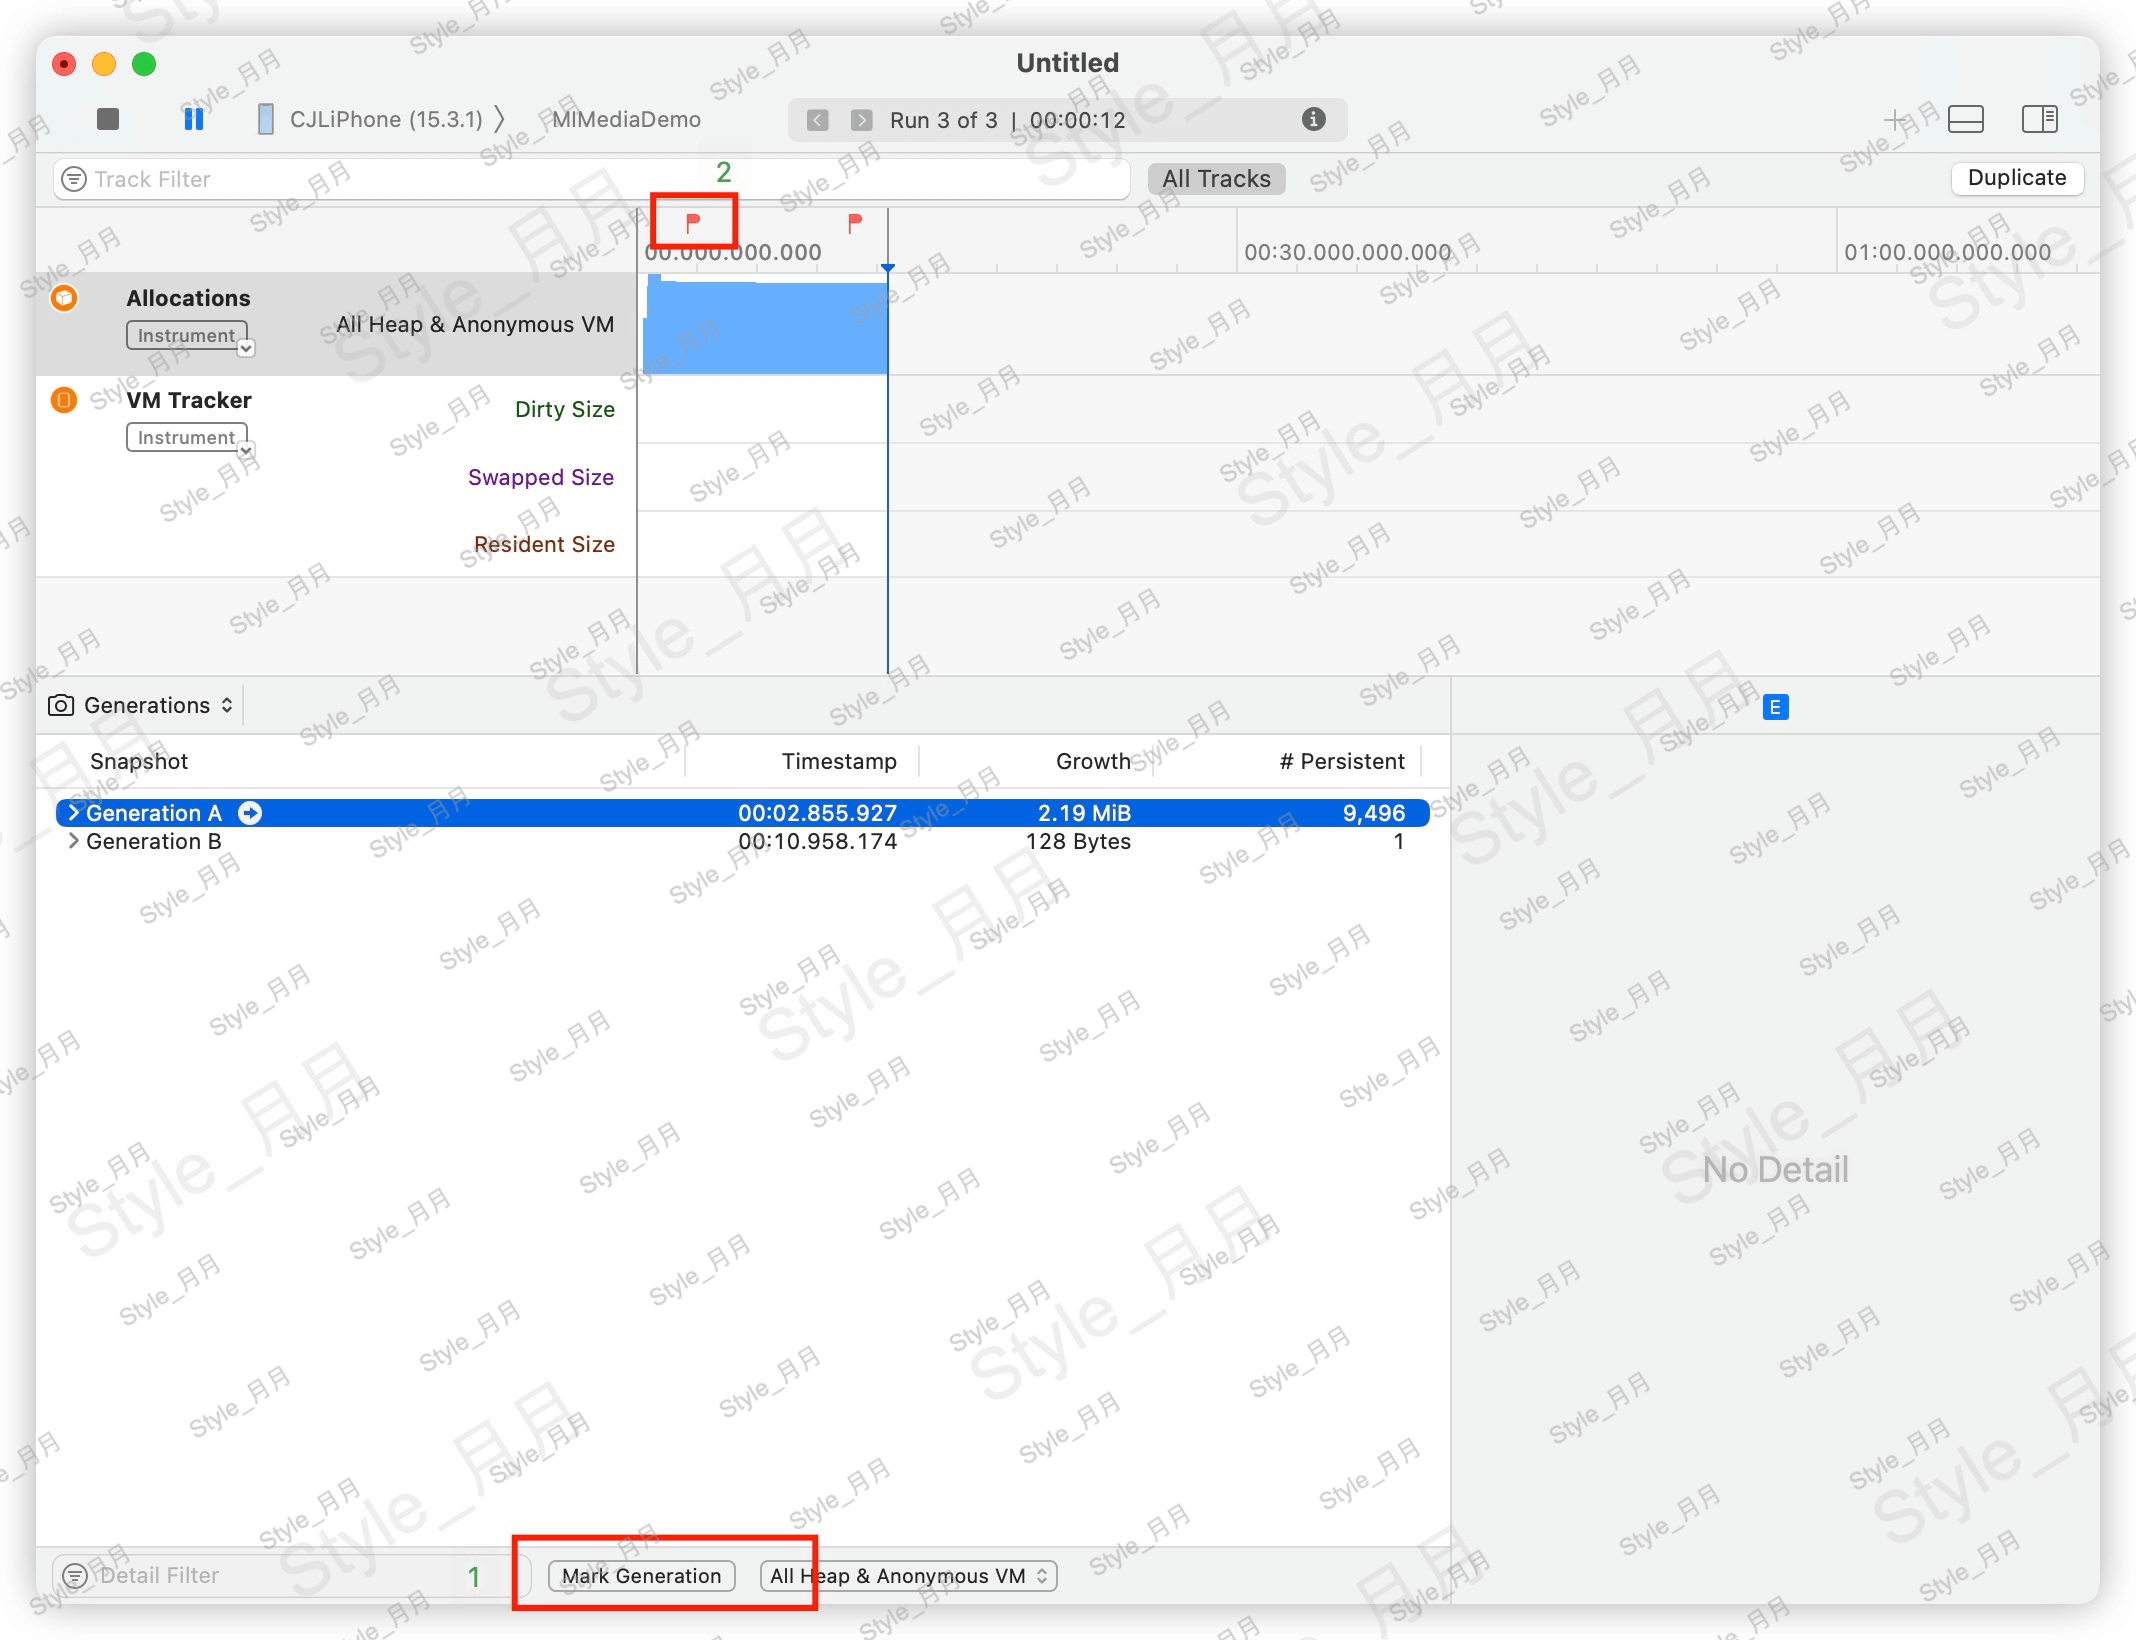 Untitled
CJLiPhone (15.3.1) 〉 MIMediaDemo
Run 3 of 3 | 00:00:12
Track Filter
2
All Tracks
Duplicate
00:000.000.000
00:30.000.000.000
01:00.000.000.000
Allocations
Instrument
All Heap & Anonymous VM
VM Tracker
Instrument
Dirty Size
Swapped Size
Resident Size
Generations
E
Snapshot Timestamp Growth # Persistent
Generation A 00:02.855.927 2.19 MiB 9,496
Generation B 00:10.958.174 128 Bytes 1
No Detail
Detail Filter
1
Mark Generation
All Heap & Anonymous VM
Style_月月